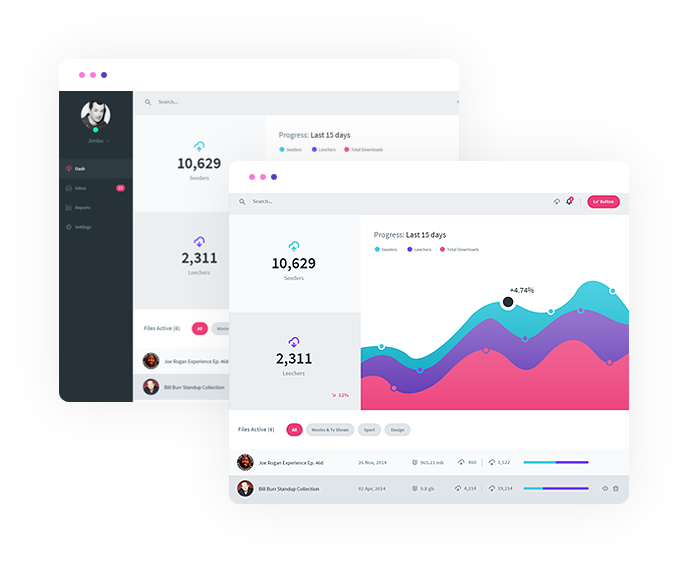 Search...
Jimbo
Dash
Inbox
Reports
Settings
10,629
Seeders
2,311
Leechers
Progress: Last 15 days
Seeders Leechers Total Downloads
Files Active (6) All Movies
Joe Rogan Experience Ep. 468
Bill Burr Standup Collection
Search...
Le' Button
10,629
Seeders
2,311
Leechers
12%
Progress: Last 15 days
Seeders Leechers Total Downloads
+4.74%
Files Active (6) All Movies & Tv Shows Sport Design
Joe Rogan Experience Ep. 468 26 Nov, 2014 965.21 mb 860 1,522
Bill Burr Standup Collection 02 Apr, 2014 9.8 gb 4,214 19,214